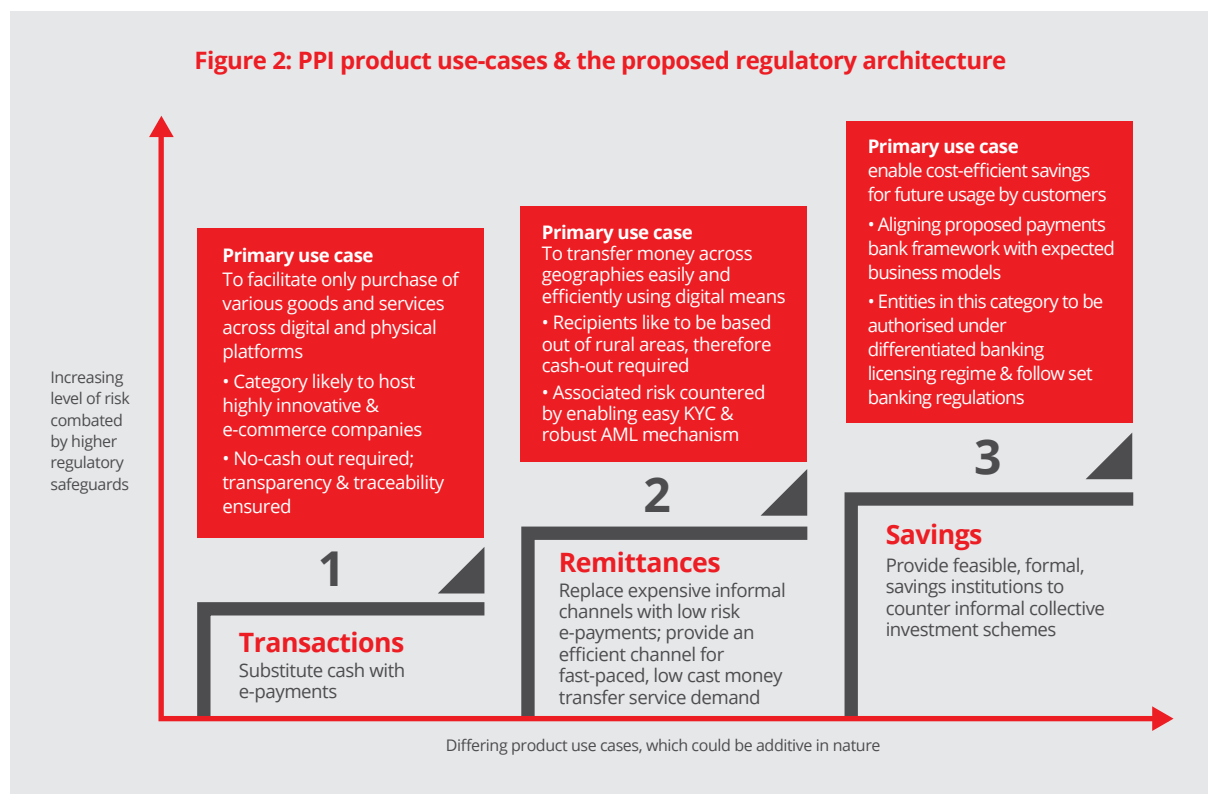 Figure 2: PPI product use-cases & the proposed regulatory architecture
Increasing
level of risk
combated
by higher
regulatory
safeguards
Primary use case
To facilitate only purchase of
various goods and services
across digital and physical
platforms
• Category likely to host
highly innovative &
e-commerce companies
• No-cash out required;
transparency & traceability
ensured
1
Transactions
Substitute cash with
e-payments
Primary use case
To transfer money across
geographies easily and
efficiently using digital means
• Recipients like to be based
out of rural areas, therefore
cash-out required
• Associated risk countered
by enabling easy KYC &
robust AML mechanism
2
Remittances
Replace expensive informal
channels with low risk
e-payments; provide an
efficient channel for
fast-paced, low cast money
transfer service demand
Primary use case
enable cost-efficient savings
for future usage by customers
• Aligning proposed payments
bank framework with expected
business models
• Entities in this category to be
authorised under
differentiated banking
licensing regime & follow set
banking regulations
3
Savings
Provide feasible, formal,
savings institutions to
counter informal collective
investment schemes
Differing product use cases, which could be additive in nature